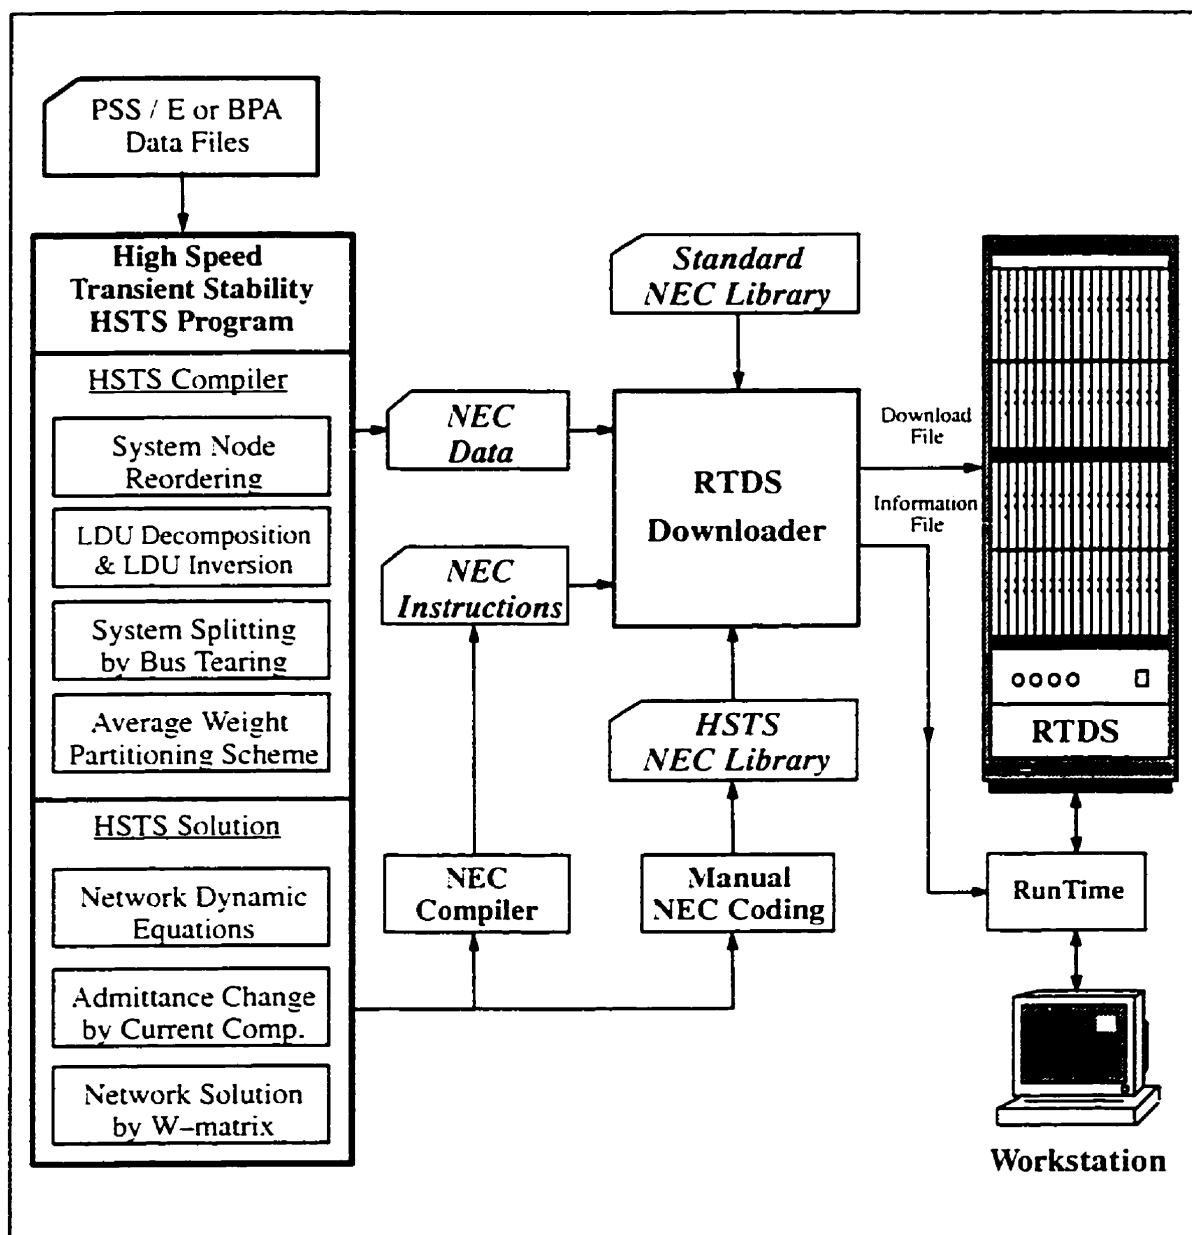 PSS / E or BPA
Data Files
High Speed
Transient Stability
HSTS Program
HSTS Compiler
System Node
Reordering
LDU Decomposition
& LDU Inversion
System Splitting
by Bus Tearing
Average Weight
Partitioning Scheme
HSTS Solution
Network Dynamic
Equations
Admittance Change
by Current Comp.
Network Solution
by W–matrix
NEC
Data
NEC
Instructions
NEC
Compiler
Standard
NEC Library
RTDS
Downloader
HSTS
NEC Library
Manual
NEC Coding
Download
File
Information
File
RTDS
RunTime
Workstation